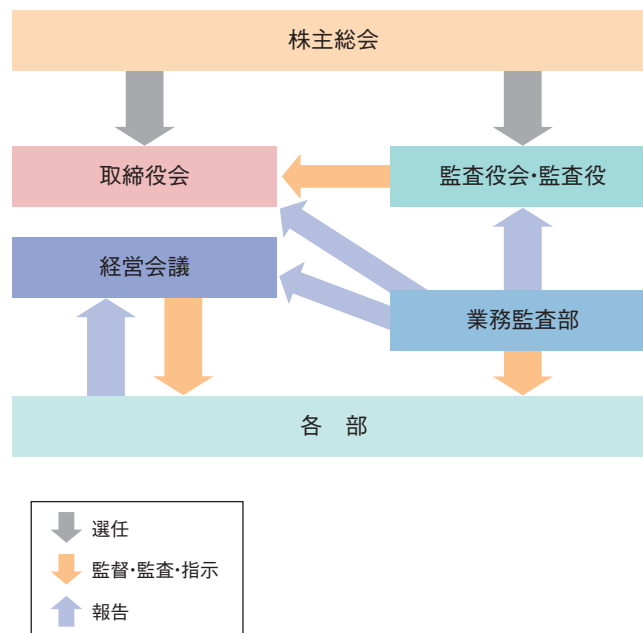 株主総会
取締役会
監査役会・監査役
経営会議
業務監査部
各　部
選任
監督・監査・指示
報告